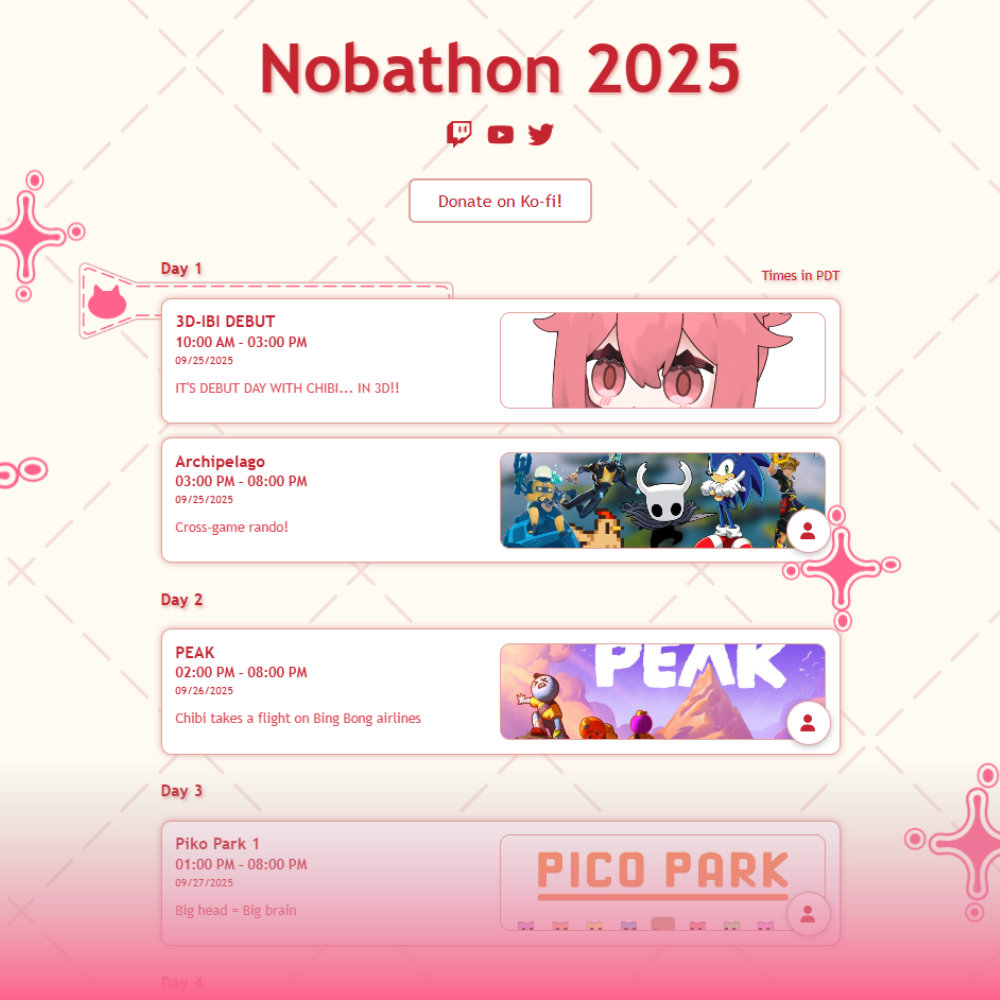 Nobathon 2025
Donate on Ko-fi!
Day 1
Times in PDT
3D-IBI DEBUT
10:00 AM - 03:00 PM
09/25/2025
IT'S DEBUT DAY WITH CHIBI... IN 3D!!
Archipelago
03:00 PM - 08:00 PM
09/25/2025
Cross-game rando!
Day 2
PEAK
02:00 PM - 08:00 PM
09/26/2025
Chibi takes a flight on Bing Bong airlines
PEAK
Day 3
Piko Park 1
01:00 PM - 08:00 PM
09/27/2025
Big head = Big brain
PICO PARK
Day 4